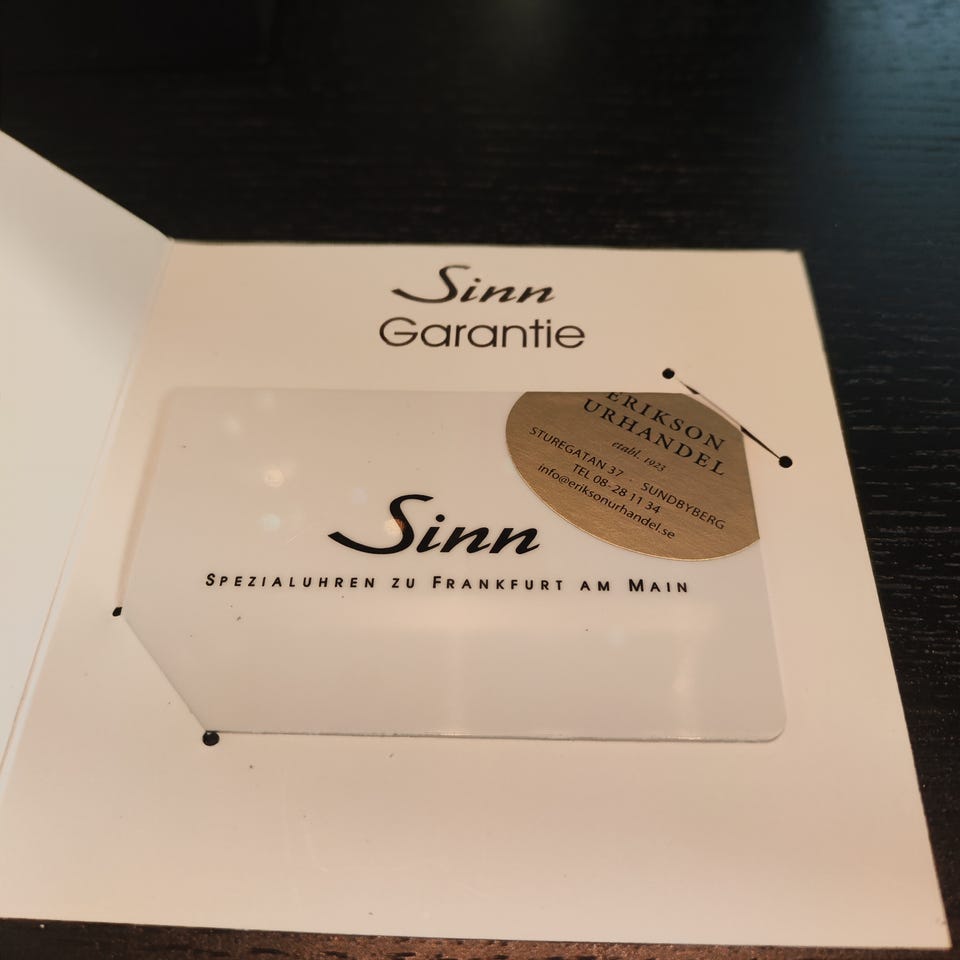 Sinn
Garantie
ERIKSON
URHANDEL
etabl. 1923
STUREGATAN 37 · SUNDBYBERG
TEL 08-28 11 34
info@eriksonurhandel.se
Sinn
SPEZIALUHREN ZU FRANKFURT AM MAIN